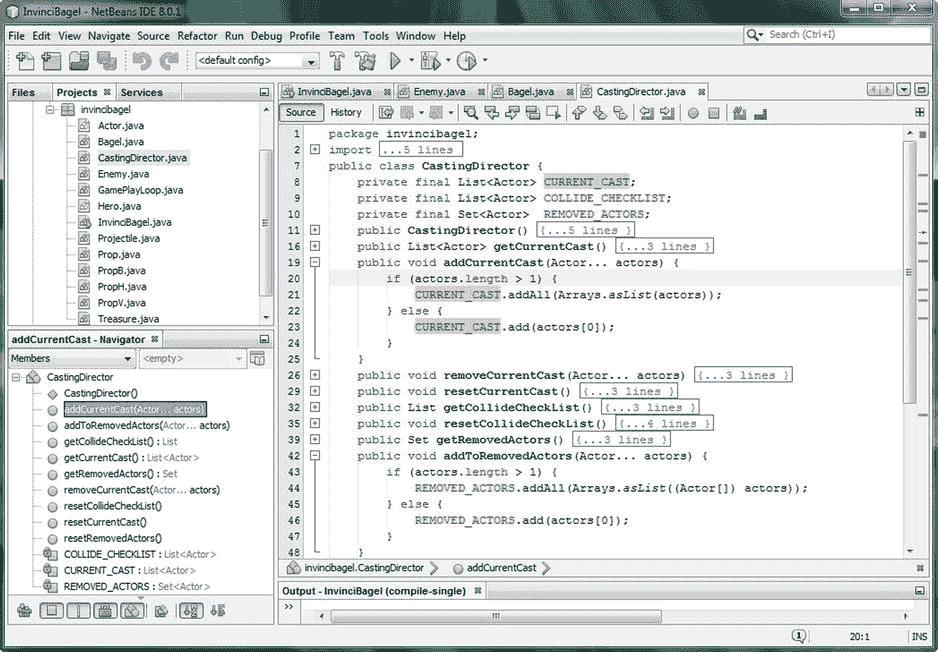 InvinciBagel - NetBeans IDE 8.0.1
File Edit View Navigate Source Refactor Run Debug Profile Team Tools Window Help
Search (Ctrl+I)
<default config>
Files Projects Services
invincibagel
Actor.java
Bagel.java
CastingDirector.java
Enemy.java
GamePlayLoop.java
Hero.java
InvinciBagel.java
Projectile.java
Prop.java
PropB.java
PropH.java
PropV.java
Treasure.java
addCurrentCast - Navigator
Members <empty>
CastingDirector
CastingDirector()
addCurrentCast(Actor... actors)
addToRemovedActors(Actor... actors)
getCollideCheckList() : List
getCurrentCast() : List<Actor>
getRemovedActors() : Set
removeCurrentCast(Actor... actors)
resetCollideCheckList()
resetCurrentCast()
resetRemovedActors()
COLLIDE_CHECKLIST : List<Actor>
CURRENT_CAST : List<Actor>
REMOVED_ACTORS : Set<Actor>
InvinciBagel.java Enemy.java Bagel.java CastingDirector.java
Source History
1 package invincibagel;
2 import ...5 lines
7 public class CastingDirector {
8 private final List<Actor> CURRENT_CAST;
9 private final List<Actor> COLLIDE_CHECKLIST;
10 private final Set<Actor> REMOVED_ACTORS;
11 public CastingDirector() {...5 lines }
16 public List<Actor> getCurrentCast() {...3 lines }
19 public void addCurrentCast(Actor... actors) {
20 if (actors.length > 1) {
21 CURRENT_CAST.addAll(Arrays.asList(actors));
22 } else {
23 CURRENT_CAST.add(actors[0]);
24 }
25 }
26 public void removeCurrentCast(Actor... actors) {...3 lines }
29 public void resetCurrentCast() {...3 lines }
32 public List getCollideCheckList() {...3 lines }
35 public void resetCollideCheckList() {...4 lines }
39 public Set getRemovedActors() {...3 lines }
42 public void addToRemovedActors(Actor... actors) {
43 if (actors.length > 1) {
44 REMOVED_ACTORS.addAll(Arrays.asList((Actor[]) actors));
45 } else {
46 REMOVED_ACTORS.add(actors[0]);
47 }
48 }
invincibagel.CastingDirector addCurrentCast
Output - InvinciBagel (compile-single)
>>
1 20:1 INS